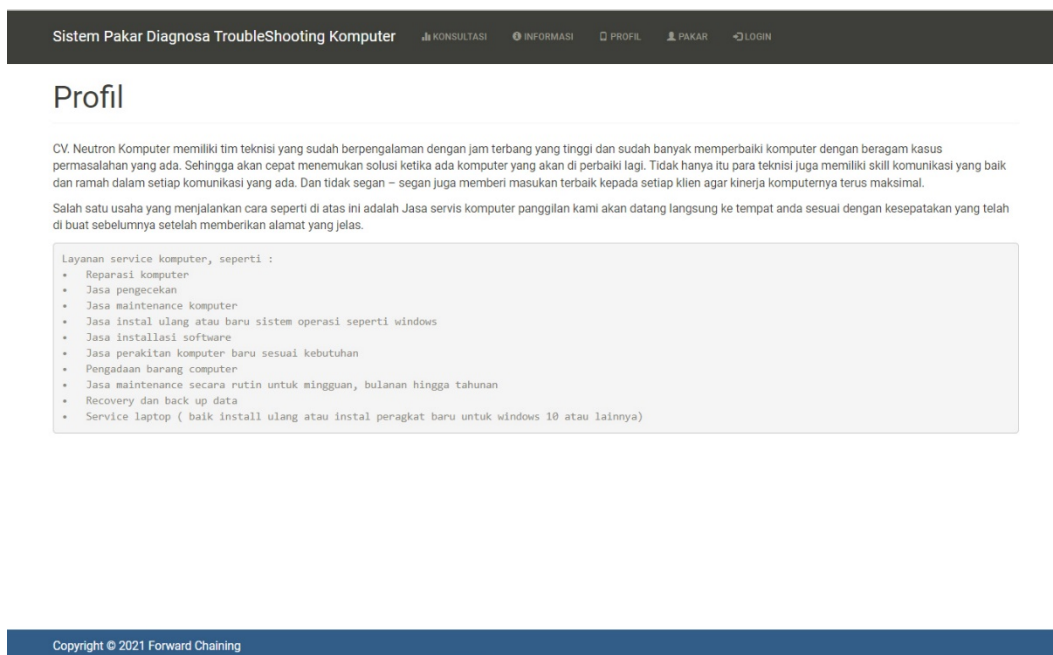 Sistem Pakar Diagnosa TroubleShooting Komputer KONSULTASI INFORMASI PROFIL PAKAR LOGIN
Profil
CV. Neutron Komputer memiliki tim teknisi yang sudah berpengalaman dengan jam terbang yang tinggi dan sudah banyak memperbaiki komputer dengan beragam kasus
permasalahan yang ada. Sehingga akan cepat menemukan solusi ketika ada komputer yang akan di perbaiki lagi. Tidak hanya itu para teknisi juga memiliki skill komunikasi yang baik
dan ramah dalam setiap komunikasi yang ada. Dan tidak segan – segan juga memberi masukan terbaik kepada setiap klien agar kinerja komputernya terus maksimal.
Salah satu usaha yang menjalankan cara seperti di atas ini adalah Jasa servis komputer panggilan kami akan datang langsung ke tempat anda sesuai dengan kesepakatan yang telah
di buat sebelumnya setelah memberikan alamat yang jelas.
Layanan service komputer, seperti :
• Reparasi komputer
• Jasa pengecekan
• Jasa maintenance komputer
• Jasa instal ulang atau baru sistem operasi seperti windows
• Jasa installasi software
• Jasa perakitan komputer baru sesuai kebutuhan
• Pengadaan barang computer
• Jasa maintenance secara rutin untuk mingguan, bulanan hingga tahunan
• Recovery dan back up data
• Service laptop ( baik install ulang atau instal peragkat baru untuk windows 10 atau lainnya)
Copyright © 2021 Forward Chaining